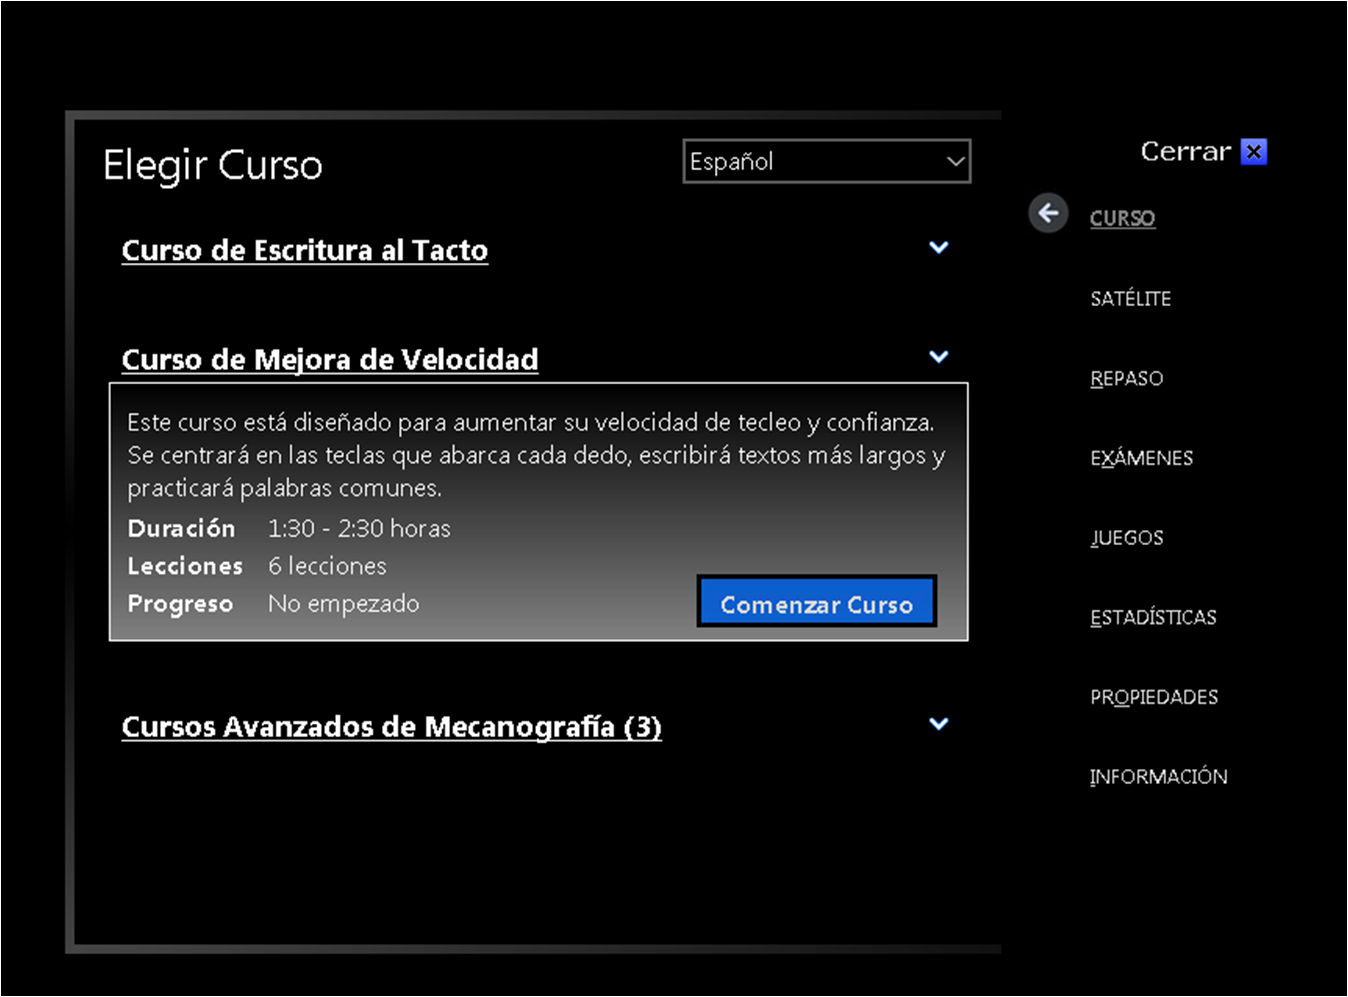 Elegir Curso
Español
Cerrar
CURSO
Curso de Escritura al Tacto
SATÉLITE
Curso de Mejora de Velocidad
REPASO
Este curso está diseñado para aumentar su velocidad de tecleo y confianza.
Se centrará en las teclas que abarca cada dedo, escribirá textos más largos y
practicará palabras comunes.
EXÁMENES
Duración 1:30 - 2:30 horas
JUEGOS
Lecciones 6 lecciones
Progreso No empezado
Comenzar Curso
ESTADÍSTICAS
PROPIEDADES
Cursos Avanzados de Mecanografía (3)
INFORMACIÓN